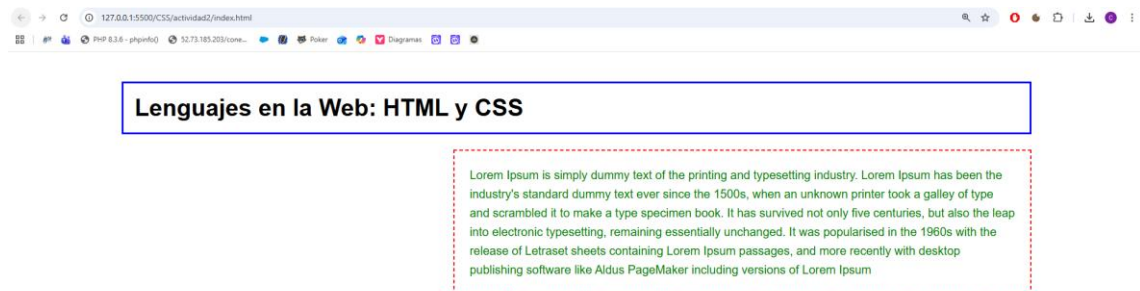 127.0.0.1:5500/CSS/actividad2/index.html
PHP 8.3.6 - phpinfo() 52.73.185.203/cone... Poker Diagramas
Lenguajes en la Web: HTML y CSS
Lorem Ipsum is simply dummy text of the printing and typesetting industry. Lorem Ipsum has been the
industry's standard dummy text ever since the 1500s, when an unknown printer took a galley of type
and scrambled it to make a type specimen book. It has survived not only five centuries, but also the leap
into electronic typesetting, remaining essentially unchanged. It was popularised in the 1960s with the
release of Letraset sheets containing Lorem Ipsum passages, and more recently with desktop
publishing software like Aldus PageMaker including versions of Lorem Ipsum